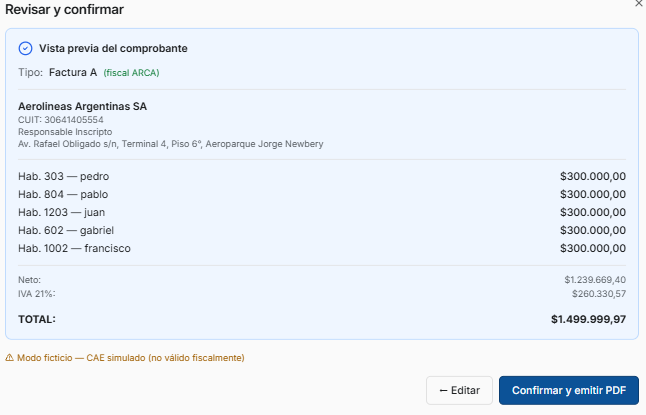 Revisar y confirmar
Vista previa del comprobante
Tipo: Factura A (fiscal ARCA)
Aerolineas Argentinas SA
CUIT: 30641405554
Responsable Inscripto
Av. Rafael Obligado s/n, Terminal 4, Piso 6°, Aeroparque Jorge Newbery
Hab. 303 — pedro $300.000,00
Hab. 804 — pablo $300.000,00
Hab. 1203 — juan $300.000,00
Hab. 602 — gabriel $300.000,00
Hab. 1002 — francisco $300.000,00
Neto: $1.239.669,40
IVA 21%: $260.330,57
TOTAL: $1.499.999,97
⚠ Modo ficticio — CAE simulado (no válido fiscalmente)
← Editar Confirmar y emitir PDF